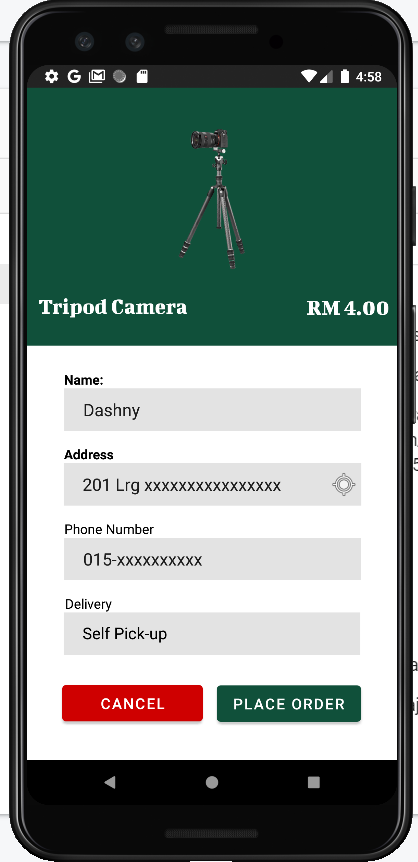 4:58
Tripod Camera
RM 4.00
Name:
Dashny
Address
201 Lrg xxxxxxxxxxxxxxxx
Phone Number
015-xxxxxxxxxx
Delivery
Self Pick-up
CANCEL
PLACE ORDER